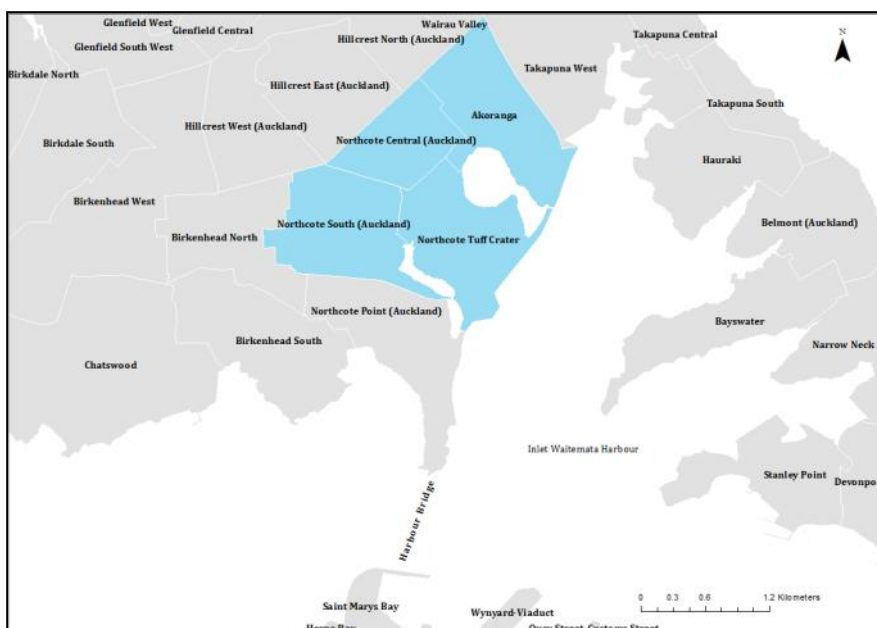 Glenfield West
Wairau Valley
Glenfield Central
Hillcrest North (Auckland)
Takapuna Central
N
Glenfield South West
Birkdale North
Takapuna West
Hillcrest East (Auckland)
Takapuna South
Akoranga
Hillcrest West (Auckland)
Birkdale South
Northcote Central (Auckland)
Hauraki
Birkenhead West
Northcote South (Auckland)
Belmont (Auckland)
Birkenhead North
Northcote Tuff Crater
Northcote Point (Auckland)
Bayswater
Birkenhead South
Narrow Neck
Chatswood
Inlet Waitemata Harbour
Stanley Point
Devonpo
Harbour Bridge
0 0.3 0.6 1.2 Kilometers
Saint Marys Bay
Wynyard-Viaduct